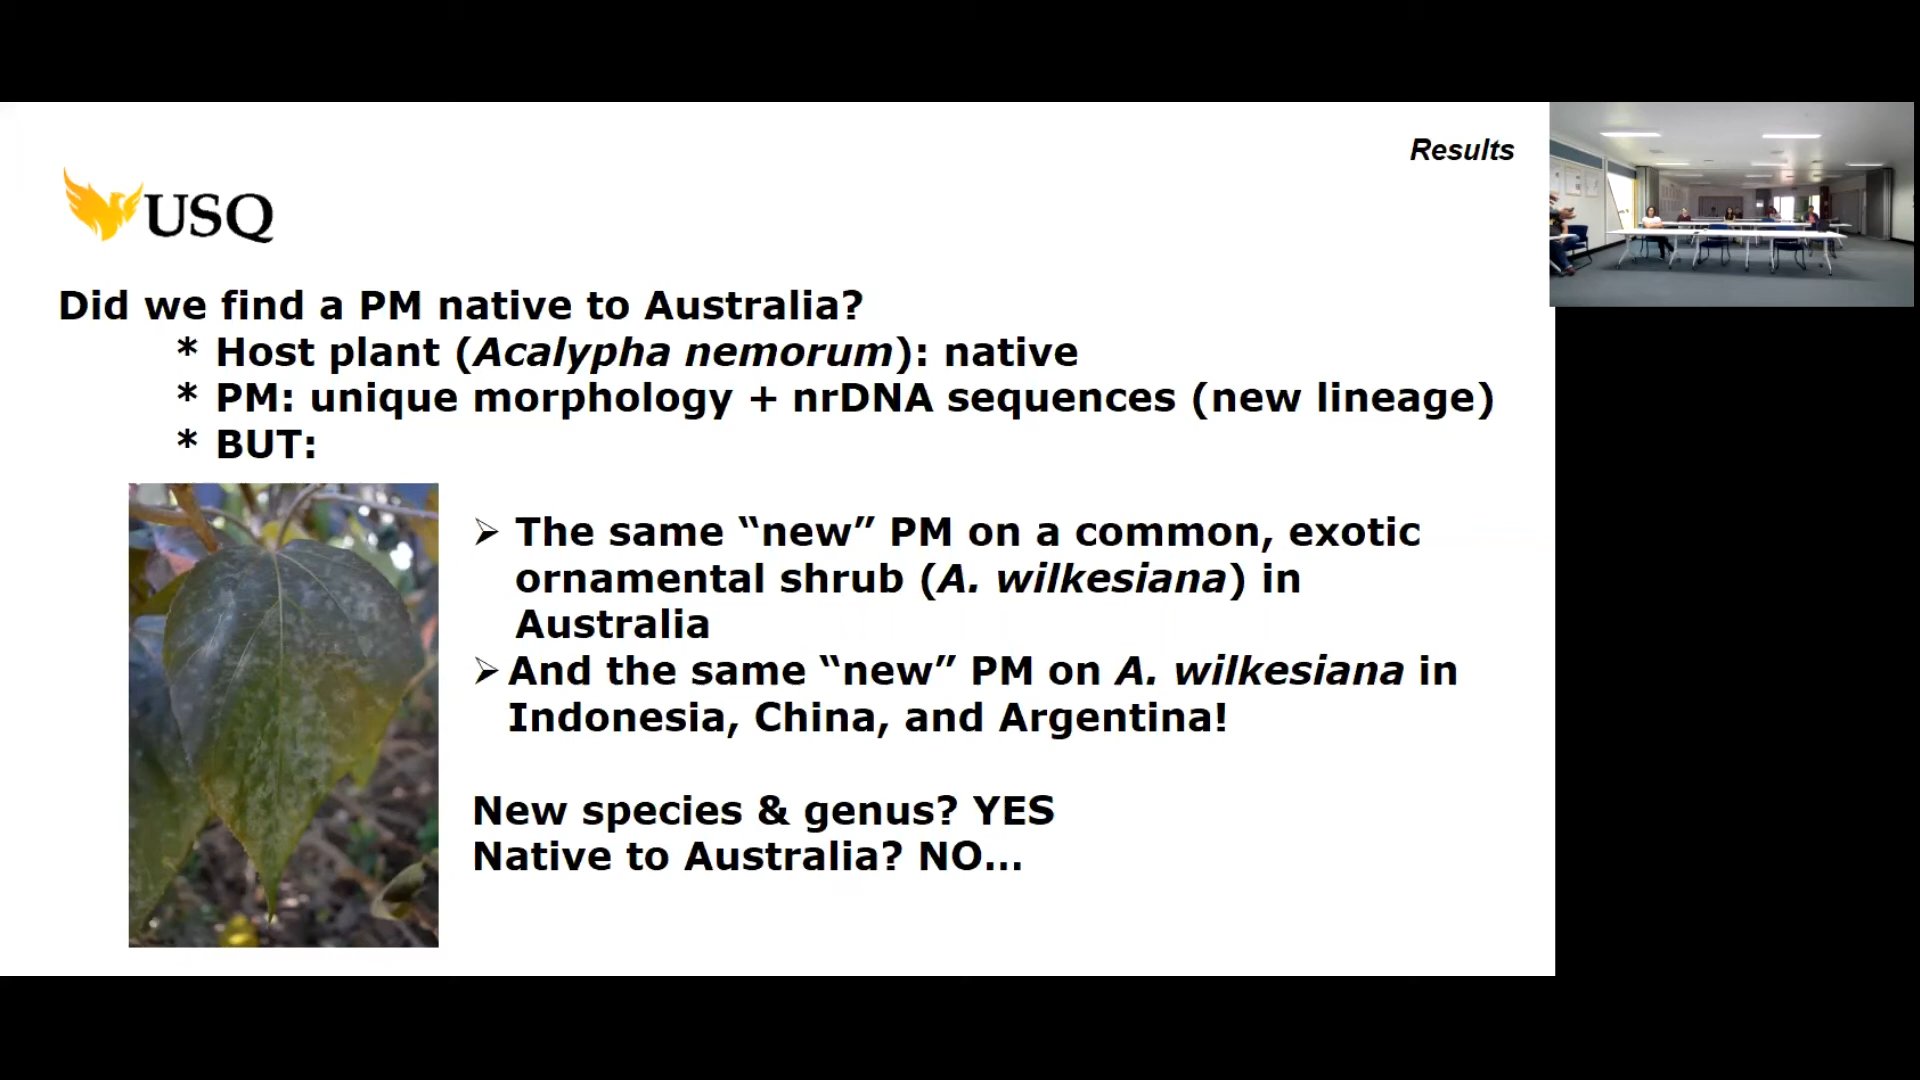 Results
USQ
Did we find a PM native to Australia?
* Host plant (Acalypha nemorum): native
* PM: unique morphology + nrDNA sequences (new lineage)
* BUT:
➢ The same “new” PM on a common, exotic
ornamental shrub (A. wilkesiana) in
Australia
➢ And the same “new” PM on A. wilkesiana in
Indonesia, China, and Argentina!
New species & genus? YES
Native to Australia? NO...